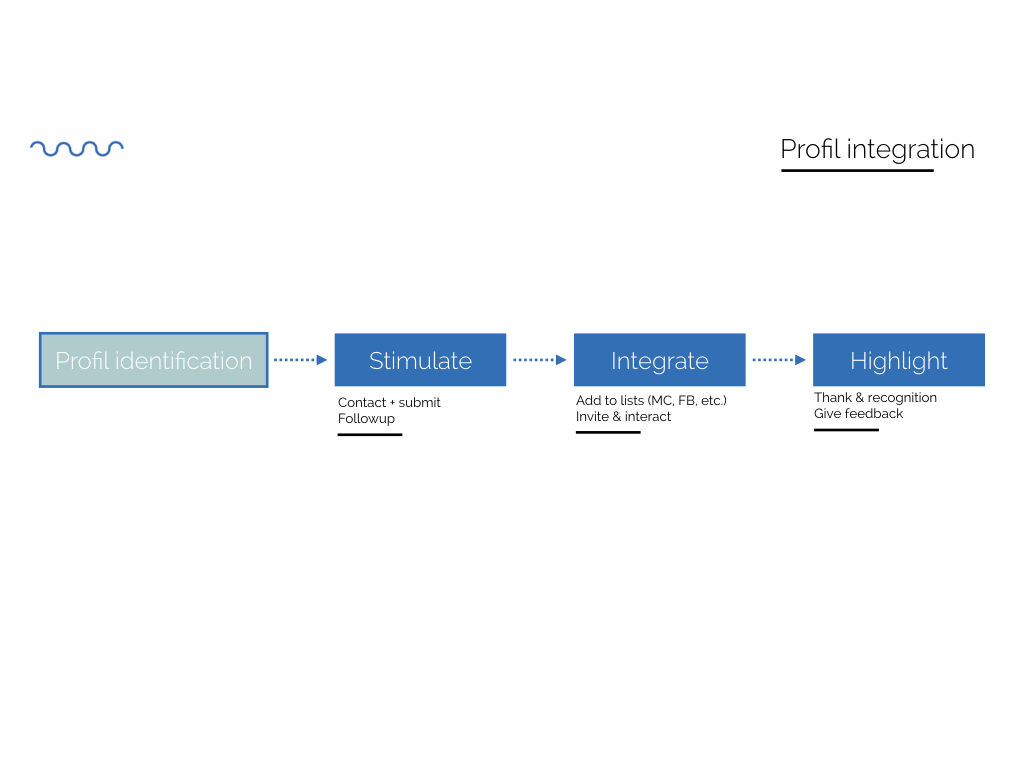 Profil integration
Profil identification
Stimulate
Integrate
Highlight
Contact + submit
Followup
Add to lists (MC, FB, etc.)
Invite & interact
Thank & recognition
Give feedback